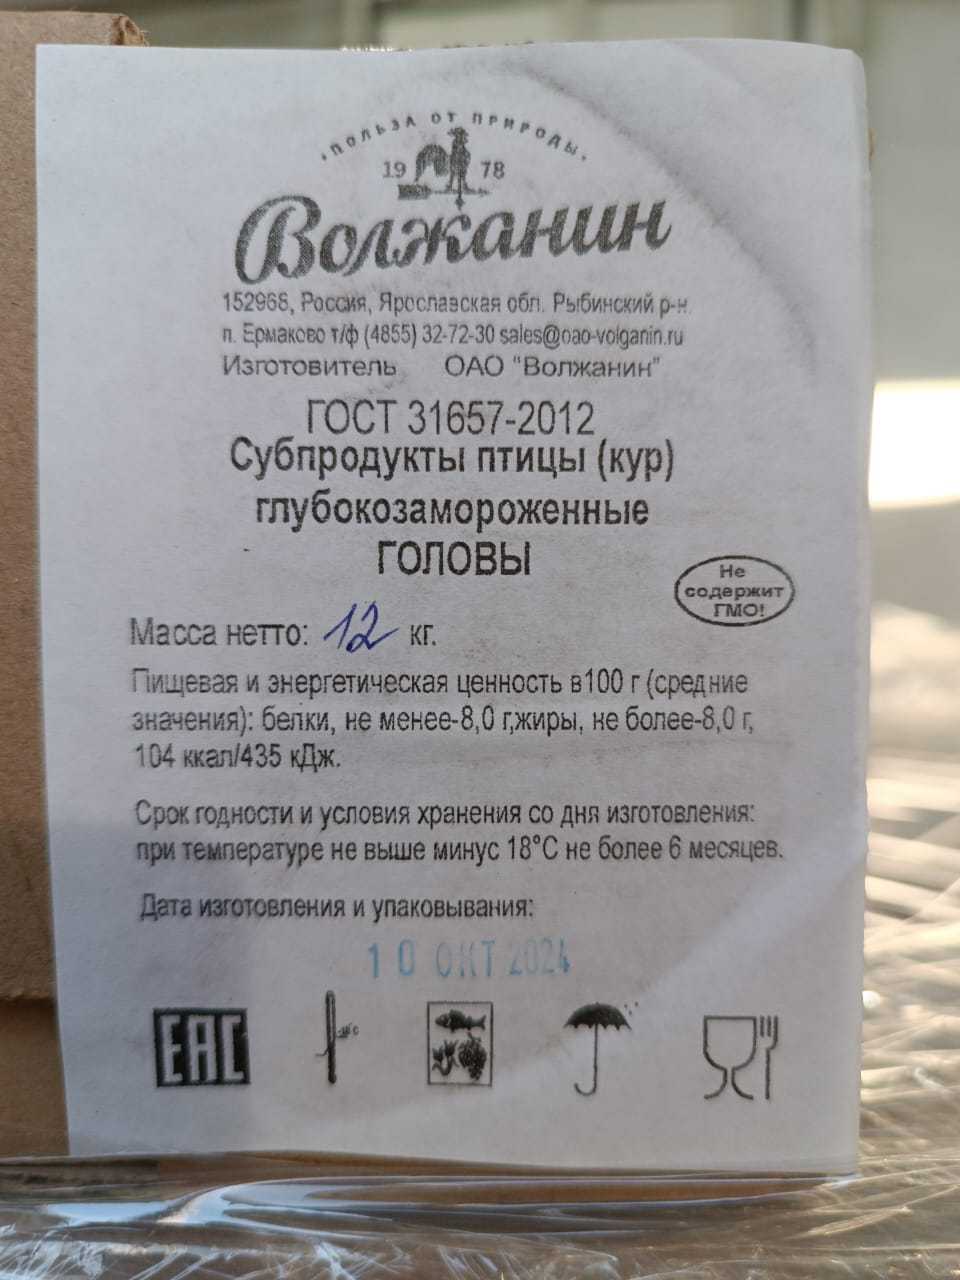 •ПОЛЬЗА ОТ ПРИРОДЫ•
19 78
Волжанин
152968, Россия, Ярославская обл. Рыбинский р-н.
п. Ермаково т/ф (4855) 32-72-30 sales@oao-volganin.ru
Изготовитель ОАО "Волжанин"
ГОСТ 31657-2012
Субпродукты птицы (кур)
глубокозамороженные
ГОЛОВЫ
Не
содержит
ГМО!
Масса нетто: 12 кг.
Пищевая и энергетическая ценность в100 г (средние
значения): белки, не менее-8,0 г,жиры, не более-8,0 г,
104 ккал/435 кДж.
Срок годности и условия хранения со дня изготовления:
при температуре не выше минус 18°С не более 6 месяцев.
Дата изготовления и упаковывания:
10 ОКТ 2024
EAC
-18°C